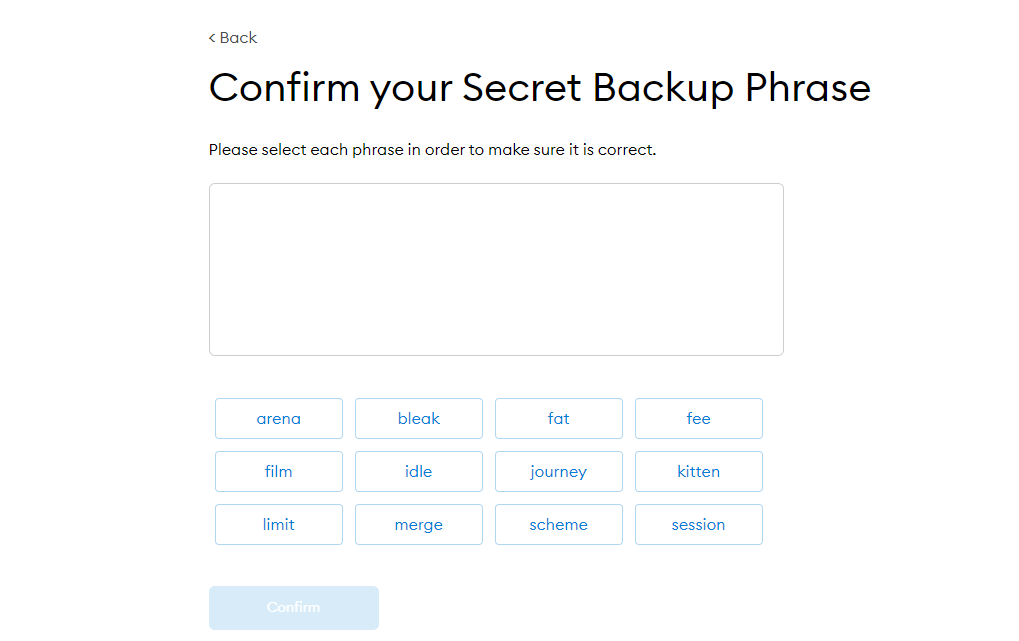 < Back
Confirm your Secret Backup Phrase
Please select each phrase in order to make sure it is correct.
arena bleak fat fee
film idle journey kitten
limit merge scheme session
Confirm